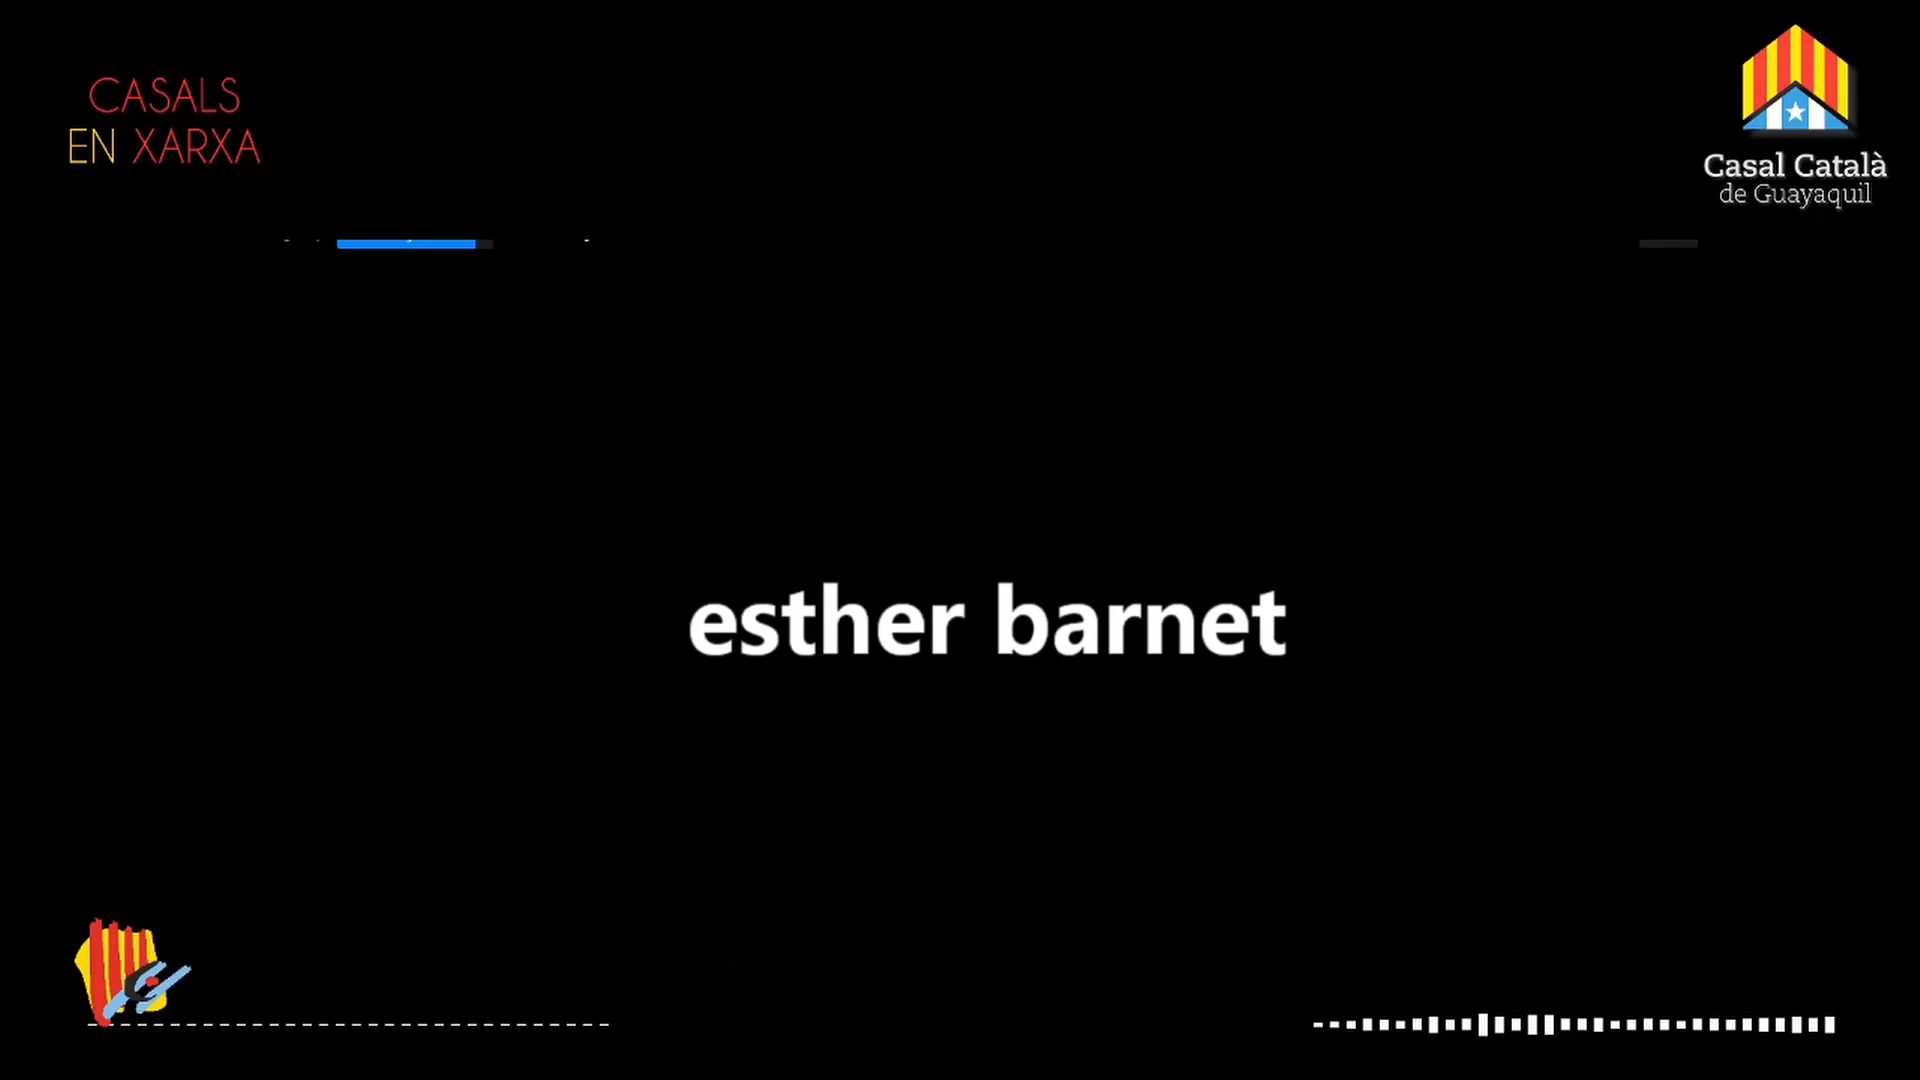 CASALS
EN XARXA
Casal Català
de Guayaquil
esther barnet